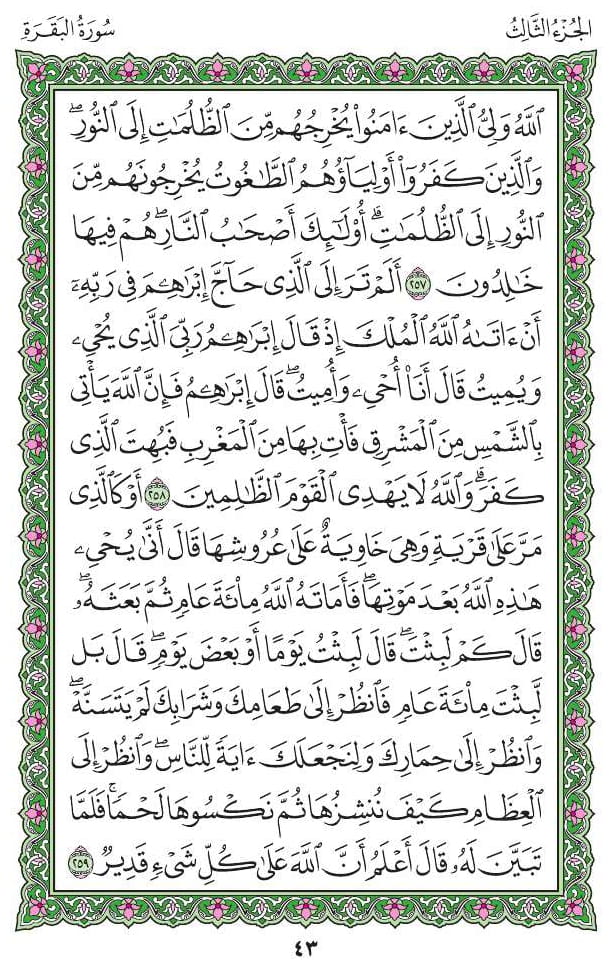 الجُزْءُ الثَّالِثُ
سُورَةُ البَقَرَةِ
ٱللَّهُ وَلِيُّ ٱلَّذِينَ ءَامَنُوا۟ يُخْرِجُهُم مِّنَ ٱلظُّلُمَٰتِ إِلَى ٱلنُّورِۖ
وَٱلَّذِينَ كَفَرُوٓا۟ أَوْلِيَآؤُهُمُ ٱلطَّٰغُوتُ يُخْرِجُونَهُم مِّنَ
ٱلنُّورِ إِلَى ٱلظُّلُمَٰتِۗ أُو۟لَٰٓئِكَ أَصْحَٰبُ ٱلنَّارِۖ هُمْ فِيهَا
خَٰلِدُونَ ٢٥٧ أَلَمْ تَرَ إِلَى ٱلَّذِى حَآجَّ إِبْرَٰهِـۧمَ فِى رَبِّهِۦٓ
أَنْ ءَاتَىٰهُ ٱللَّهُ ٱلْمُلْكَ إِذْ قَالَ إِبْرَٰهِـۧمُ رَبِّىَ ٱلَّذِى يُحْىِۦ
وَيُمِيتُ قَالَ أَنَا۠ أُحْىِۦ وَأُمِيتُۖ قَالَ إِبْرَٰهِـۧمُ فَإِنَّ ٱللَّهَ يَأْتِى
بِٱلشَّمْسِ مِنَ ٱلْمَشْرِقِ فَأْتِ بِهَا مِنَ ٱلْمَغْرِبِ فَبُهِتَ ٱلَّذِى
كَفَرَۗ وَٱللَّهُ لَا يَهْدِى ٱلْقَوْمَ ٱلظَّٰلِمِينَ ٢٥٨ أَوْ كَٱلَّذِى
مَرَّ عَلَىٰ قَرْيَةٍ وَهِىَ خَاوِيَةٌ عَلَىٰ عُرُوشِهَا قَالَ أَنَّىٰ يُحْىِۦ
هَٰذِهِ ٱللَّهُ بَعْدَ مَوْتِهَاۖ فَأَمَاتَهُ ٱللَّهُ مِا۟ئَةَ عَامٍ ثُمَّ بَعَثَهُۥۖ
قَالَ كَمْ لَبِثْتَۖ قَالَ لَبِثْتُ يَوْمًا أَوْ بَعْضَ يَوْمٍۖ قَالَ بَل
لَّبِثْتَ مِا۟ئَةَ عَامٍ فَٱنظُرْ إِلَىٰ طَعَامِكَ وَشَرَابِكَ لَمْ يَتَسَنَّهْۖ
وَٱنظُرْ إِلَىٰ حِمَارِكَ وَلِنَجْعَلَكَ ءَايَةً لِّلنَّاسِۖ وَٱنظُرْ إِلَى
ٱلْعِظَامِ كَيْفَ نُنشِزُهَا ثُمَّ نَكْسُوهَا لَحْمًاۚ فَلَمَّا
تَبَيَّنَ لَهُۥ قَالَ أَعْلَمُ أَنَّ ٱللَّهَ عَلَىٰ كُلِّ شَىْءٍ قَدِيرٌ ٢٥٩
٤٣